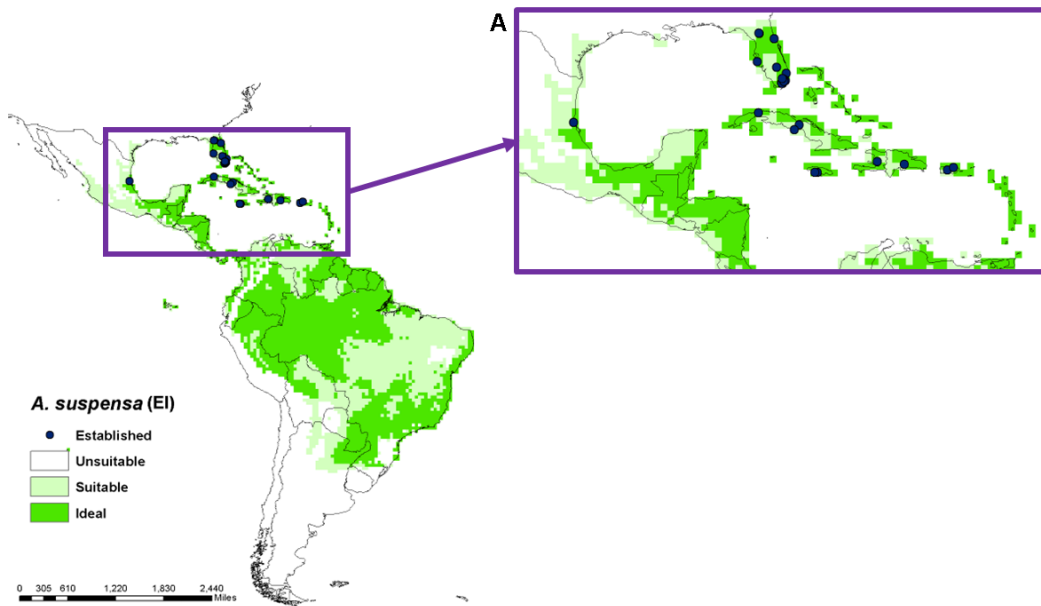 A
A. suspensa (EI)
Established
Unsuitable
Suitable
Ideal
0 305 610 1,220 1,830 2,440
Miles